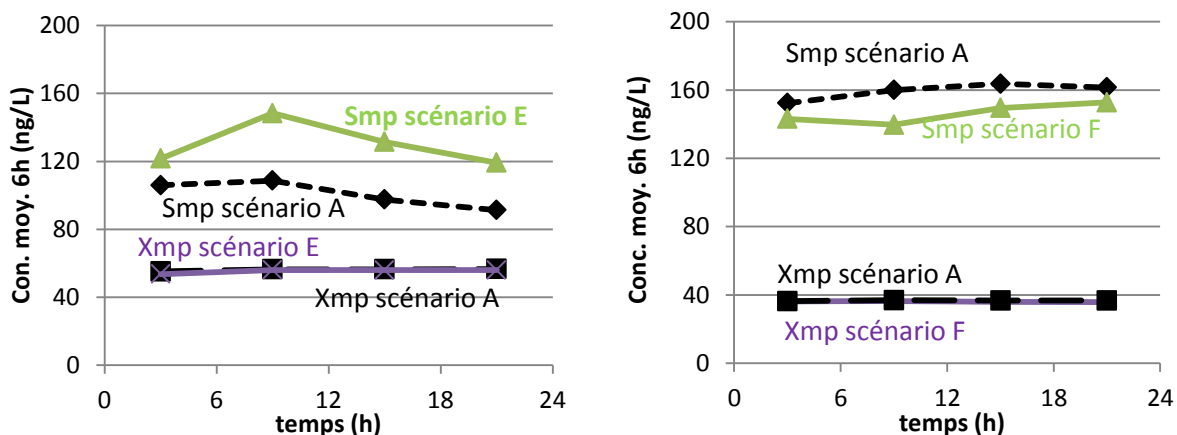 Con. moy. 6h (ng/L)
200
160
120
80
40
0
Smp scénario E
Smp scénario A
Xmp scénario E
Xmp scénario A
0 6 12 18 24
temps (h)
Conc. moy. 6h (ng/L)
200
160
120
80
40
0
Smp scénario A
Smp scénario F
Xmp scénario A
Xmp scénario F
0 6 12 18 24
temps (h)